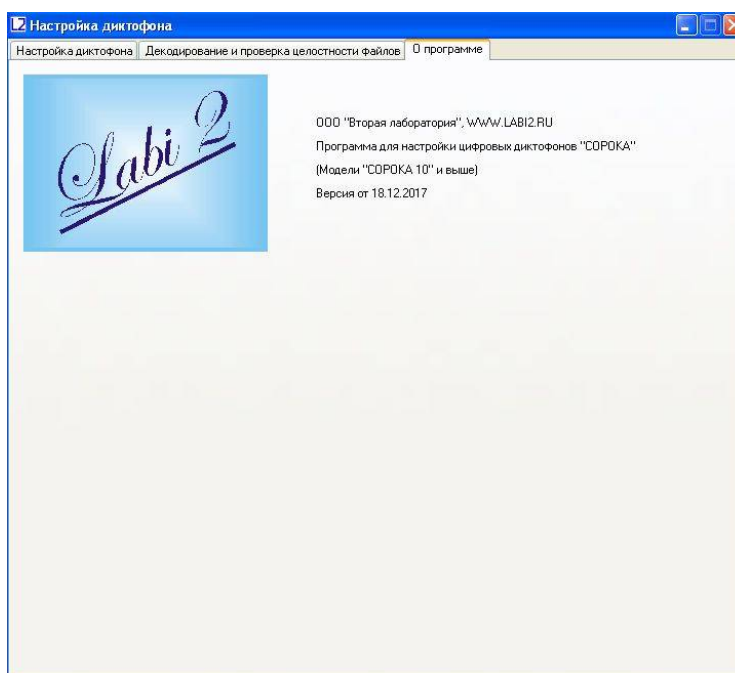 Настройка диктофона
Настройка диктофона Декодирование и проверка целостности файлов О программе
Labi 2
ООО "Вторая лаборатория", WWW.LABI2.RU
Программа для настройки цифровых диктофонов "СОРОКА"
(Модели "СОРОКА 10" и выше)
Версия от 18.12.2017